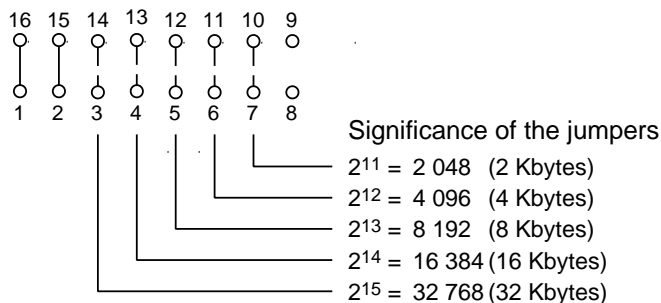 16 15 14 13 12 11 10 9
1 2 3 4 5 6 7 8
Significance of the jumpers
2¹¹ = 2 048 (2 Kbytes)
2¹² = 4 096 (4 Kbytes)
2¹³ = 8 192 (8 Kbytes)
2¹⁴ = 16 384 (16 Kbytes)
2¹⁵ = 32 768 (32 Kbytes)